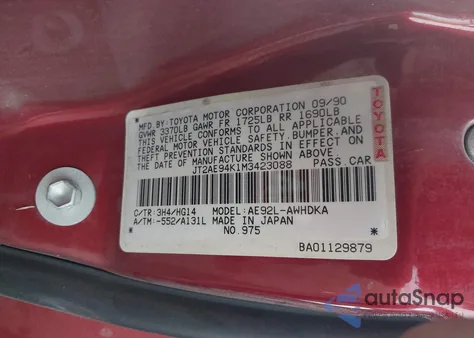 MFD BY: TOYOTA MOTOR CORPORATION 09/90
GVWR 3370LB GAWR FR 1725LB RR 1690LB
THIS VEHICLE CONFORMS TO ALL APPLICABLE
FEDERAL MOTOR VEHICLE SAFETY, BUMPER, AND
THEFT PREVENTION STANDARDS IN EFFECT ON
THE DATE OF MANUFACTURE SHOWN ABOVE.
JT2AE94K1M3423088 PASS. CAR
TOYOTA
C/TR: 3H4/HG14 MODEL: AE92L-AWHDKA
A/TM: -552/A131L MADE IN JAPAN
NO. 975
BA01129879
autoSnap